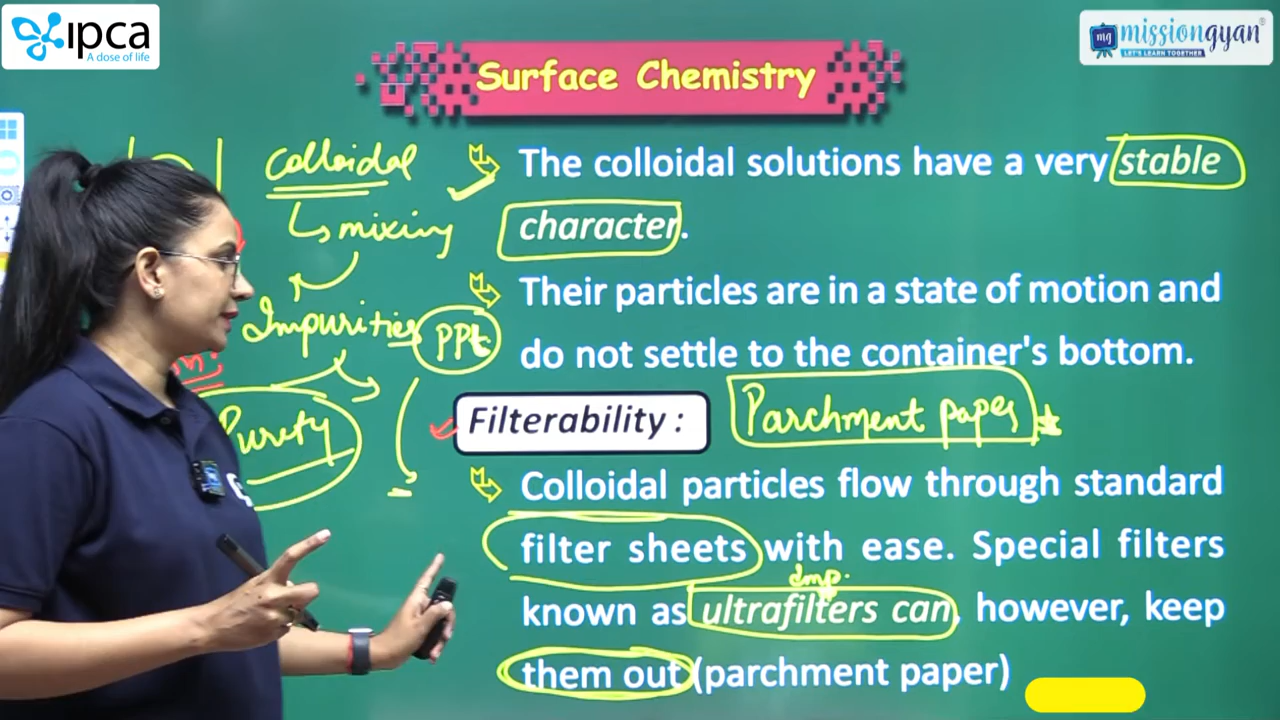 ipca
A dose of life
mg missiongyan®
LET'S LEARN TOGETHER
Surface Chemistry
colloidal
mixing
Impurities
PPt
Purity
The colloidal solutions have a very stable
character.
Their particles are in a state of motion and
do not settle to the container's bottom.
Filterability :
Parchment paper
Colloidal particles flow through standard
filter sheets with ease. Special filters
Imp.
known as ultrafilters can, however, keep
them out (parchment paper)